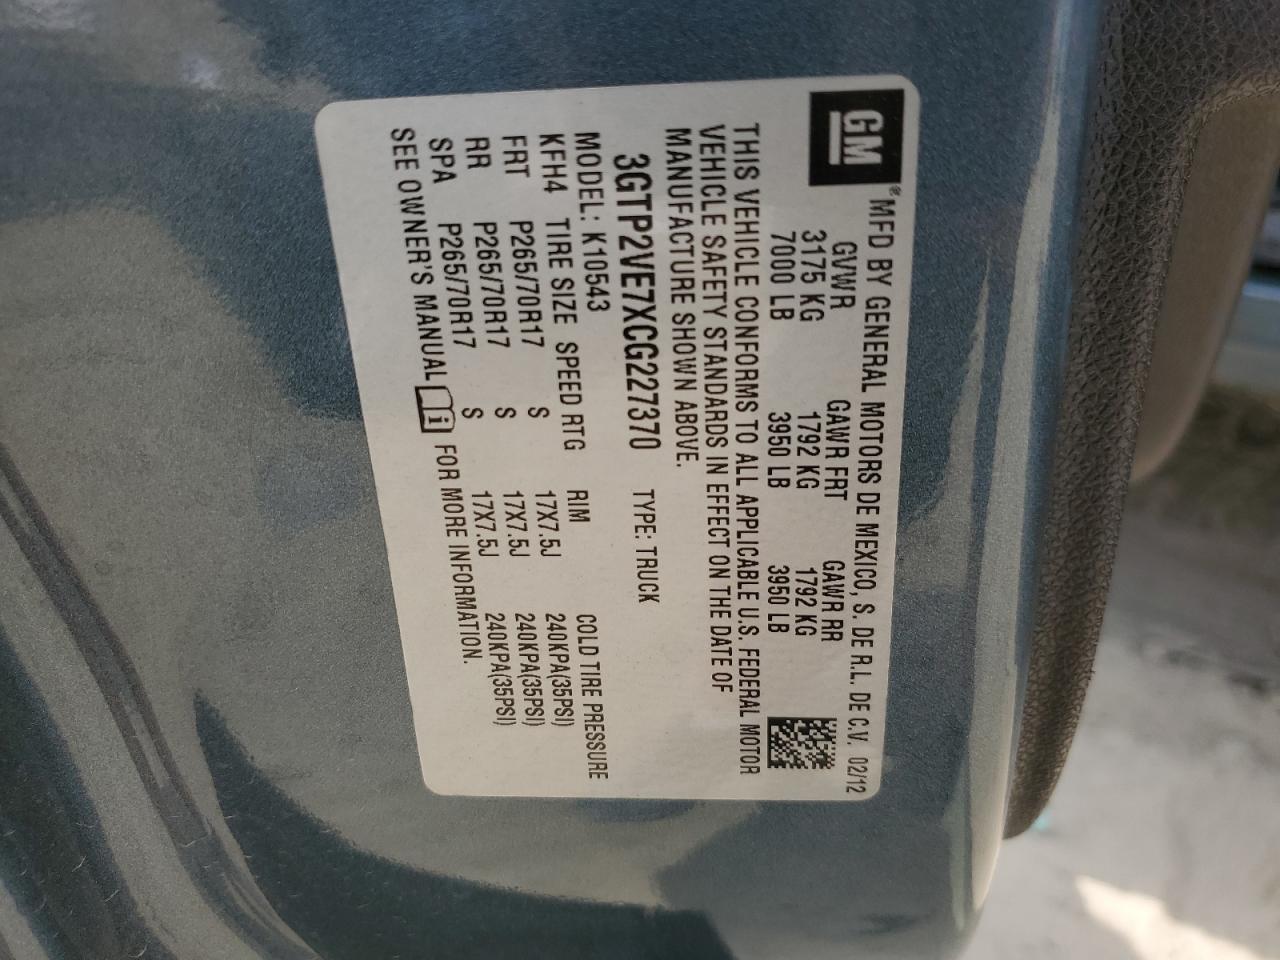 GM
®MFD BY GENERAL MOTORS DE MEXICO, S. DE R.L. DE C.V. 02/12
GVWR GAWR FRT GAWR RR
3175 KG 1792 KG 1792 KG
7000 LB 3950 LB 3950 LB
THIS VEHICLE CONFORMS TO ALL APPLICABLE U.S. FEDERAL MOTOR
VEHICLE SAFETY STANDARDS IN EFFECT ON THE DATE OF
MANUFACTURE SHOWN ABOVE.
3GTP2VE7XCG227370 TYPE: TRUCK
MODEL: K10543
KFH4 TIRE SIZE SPEED RTG RIM COLD TIRE PRESSURE
FRT P265/70R17 S 17X7.5J 240KPA(35PSI)
RR P265/70R17 S 17X7.5J 240KPA(35PSI)
SPA P265/70R17 S 17X7.5J 240KPA(35PSI)
SEE OWNER'S MANUAL i FOR MORE INFORMATION.